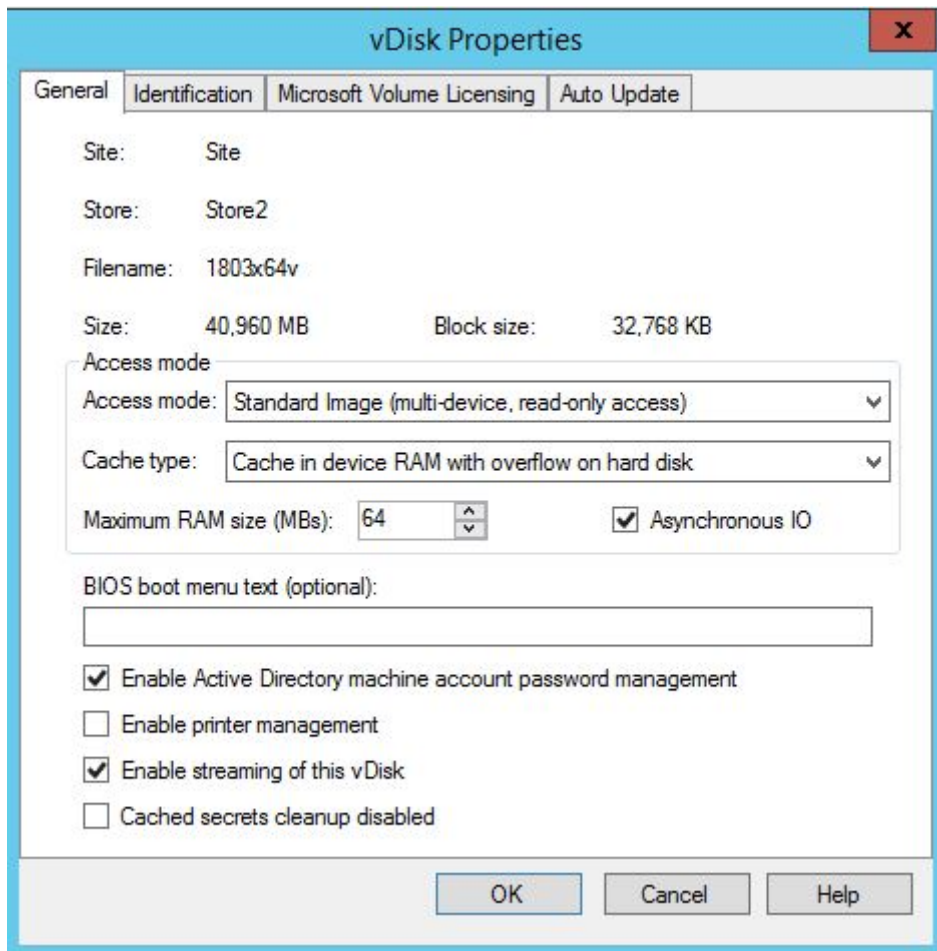 vDisk Properties
x
General Identification Microsoft Volume Licensing Auto Update
Site: Site
Store: Store2
Filename: 1803x64v
Size: 40,960 MB Block size: 32,768 KB
Access mode
Access mode: Standard Image (multi-device, read-only access)
Cache type: Cache in device RAM with overflow on hard disk
Maximum RAM size (MBs): 64 Asynchronous IO
BIOS boot menu text (optional):
Enable Active Directory machine account password management
Enable printer management
Enable streaming of this vDisk
Cached secrets cleanup disabled
OK Cancel Help